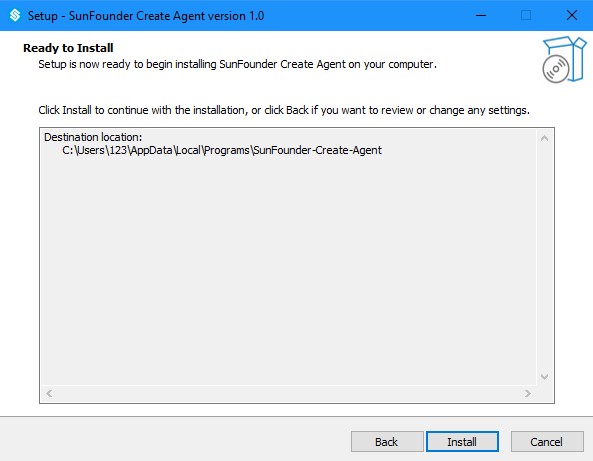 Setup - SunFounder Create Agent version 1.0
Ready to Install
Setup is now ready to begin installing SunFounder Create Agent on your computer.
Click Install to continue with the installation, or click Back if you want to review or change any settings.
Destination location:
C:\Users\123\AppData\Local\Programs\SunFounder-Create-Agent
Back Install Cancel